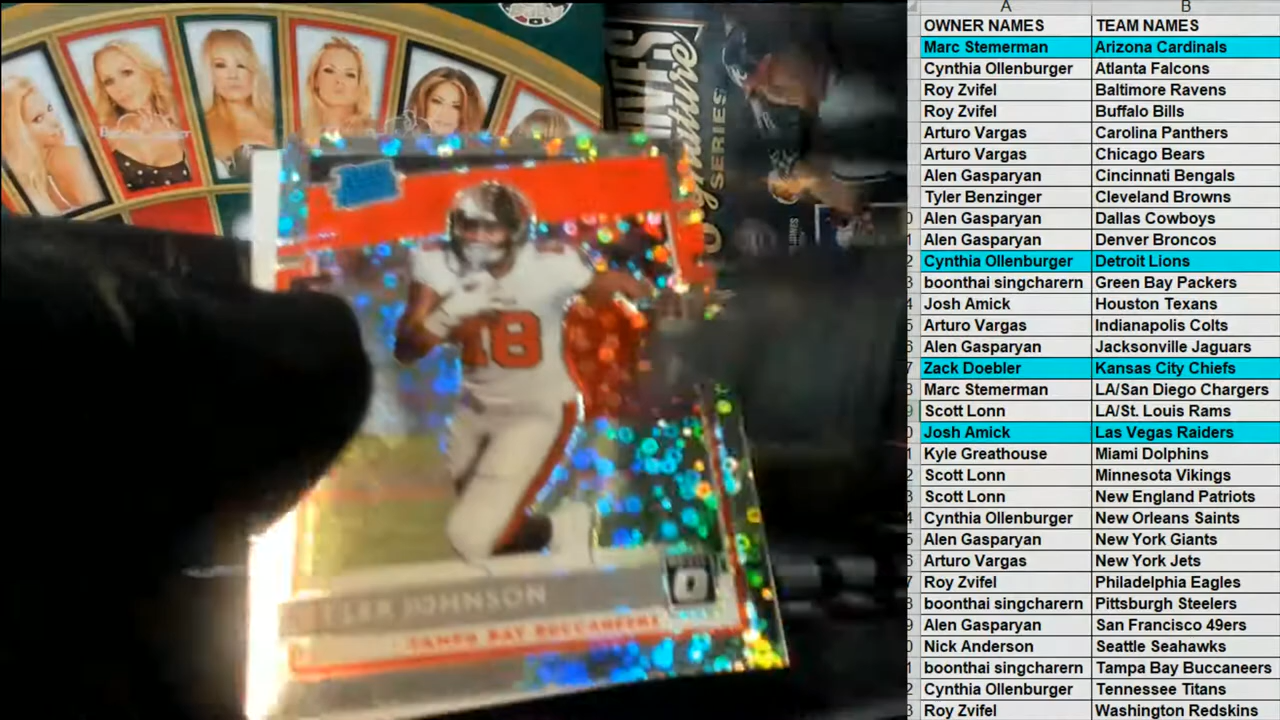 A B
OWNER NAMES TEAM NAMES
Marc Stemerman Arizona Cardinals
Cynthia Ollenburger Atlanta Falcons
Roy Zvifel Baltimore Ravens
Roy Zvifel Buffalo Bills
Arturo Vargas Carolina Panthers
Arturo Vargas Chicago Bears
Alen Gasparyan Cincinnati Bengals
Tyler Benzinger Cleveland Browns
Alen Gasparyan Dallas Cowboys
Alen Gasparyan Denver Broncos
Cynthia Ollenburger Detroit Lions
boonthai singcharern Green Bay Packers
Josh Amick Houston Texans
Arturo Vargas Indianapolis Colts
Alen Gasparyan Jacksonville Jaguars
Zack Doebler Kansas City Chiefs
Marc Stemerman LA/San Diego Chargers
Scott Lonn LA/St. Louis Rams
Josh Amick Las Vegas Raiders
Kyle Greathouse Miami Dolphins
Scott Lonn Minnesota Vikings
Scott Lonn New England Patriots
Cynthia Ollenburger New Orleans Saints
Alen Gasparyan New York Giants
Arturo Vargas New York Jets
Roy Zvifel Philadelphia Eagles
boonthai singcharern Pittsburgh Steelers
Alen Gasparyan San Francisco 49ers
Nick Anderson Seattle Seahawks
boonthai singcharern Tampa Bay Buccaneers
Cynthia Ollenburger Tennessee Titans
Roy Zvifel Washington Redskins
SERIES
18
JOHNSON
TAMPA BAY BUCCANEERS